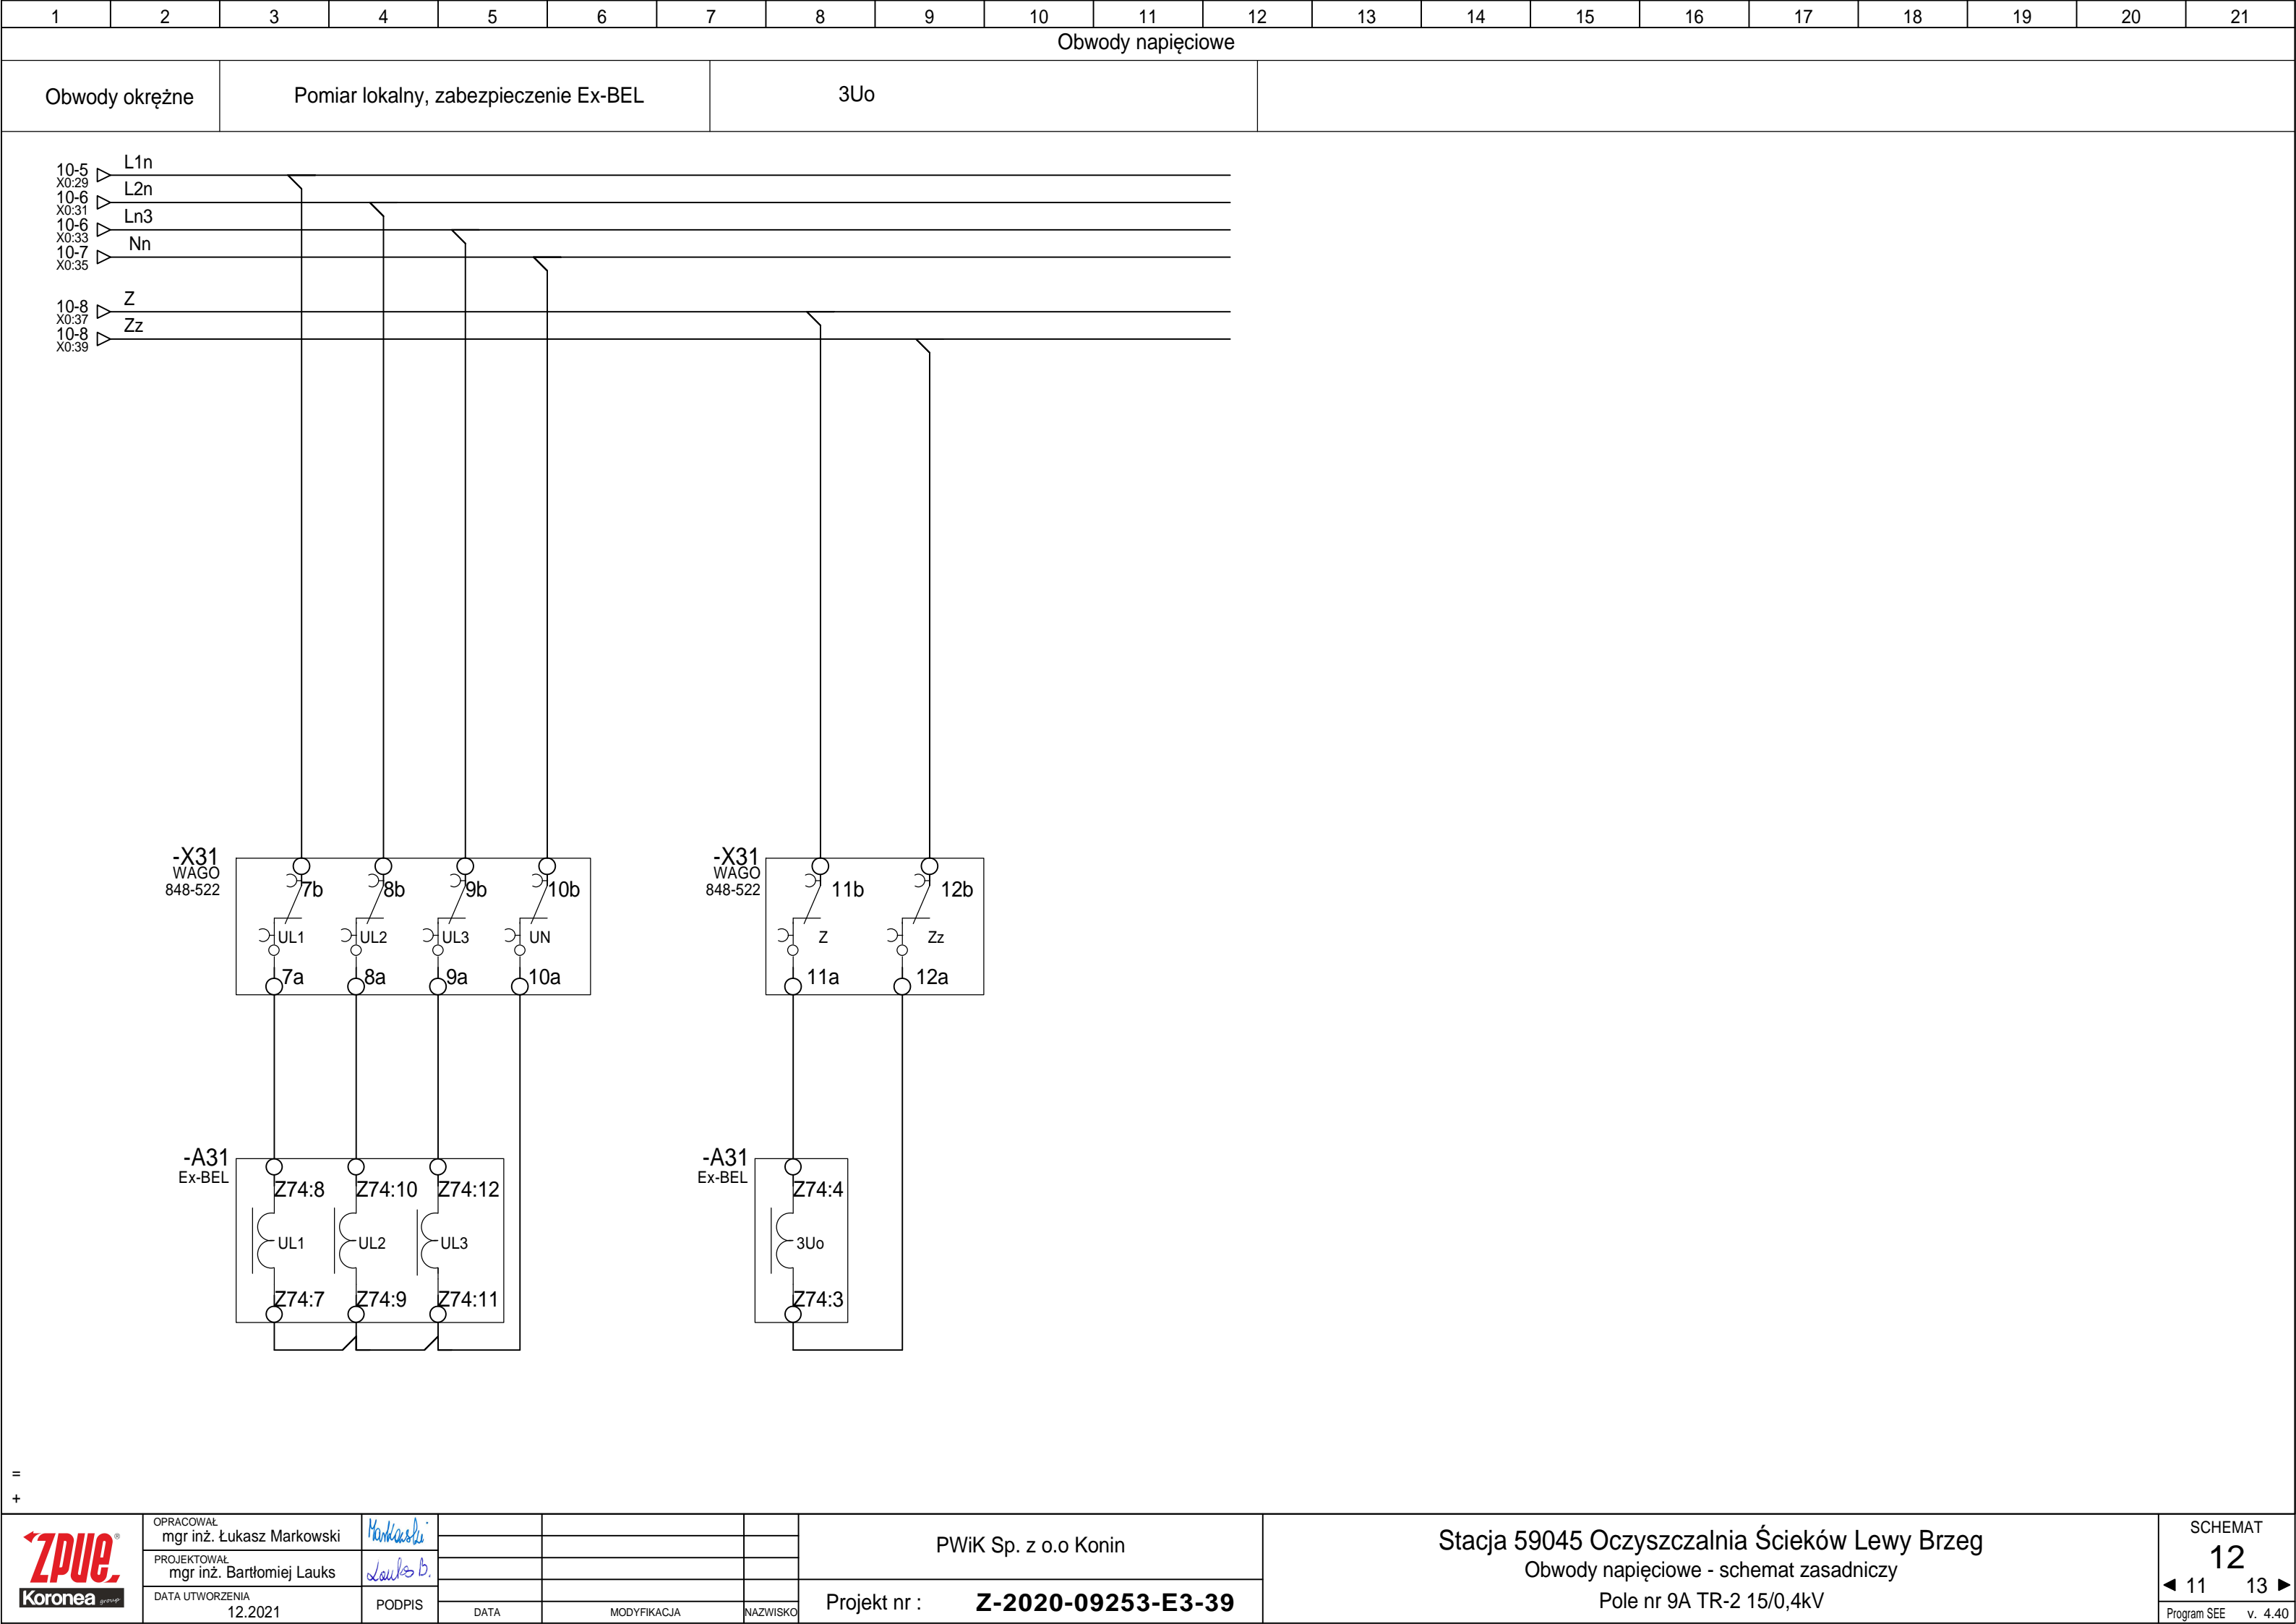 1 2 3 4 5 6 7 8 9 10 11 12 13 14 15 16 17 18 19 20 21
Obwody napięciowe
Obwody okrężne
Pomiar lokalny, zabezpieczenie Ex-BEL
3Uo
10-5 L1n
X0:29
10-6 L2n
X0:31
10-6 Ln3
X0:33
10-7 Nn
X0:35
10-8 Z
X0:37
10-8 Zz
X0:39
-X31
WAGO
848-522
7b 8b 9b 10b
UL1 UL2 UL3 UN
7a 8a 9a 10a
-X31
WAGO
848-522
11b 12b
Z Zz
11a 12a
-A31
Ex-BEL
Z74:8 Z74:10 Z74:12
UL1 UL2 UL3
Z74:7 Z74:9 Z74:11
-A31
Ex-BEL
Z74:4
3Uo
Z74:3
=
+
ZPUE®
Koronea group
OPRACOWAŁ
mgr inż. Łukasz Markowski
Markowski
PROJEKTOWAŁ
mgr inż. Bartłomiej Lauks
Lauks B.
DATA UTWORZENIA
12.2021
PODPIS
DATA MODYFIKACJA NAZWISKO
PWiK Sp. z o.o Konin
Projekt nr : Z-2020-09253-E3-39
Stacja 59045 Oczyszczalnia Ścieków Lewy Brzeg
Obwody napięciowe - schemat zasadniczy
Pole nr 9A TR-2 15/0,4kV
SCHEMAT
12
◄ 11 13 ►
Program SEE v. 4.40